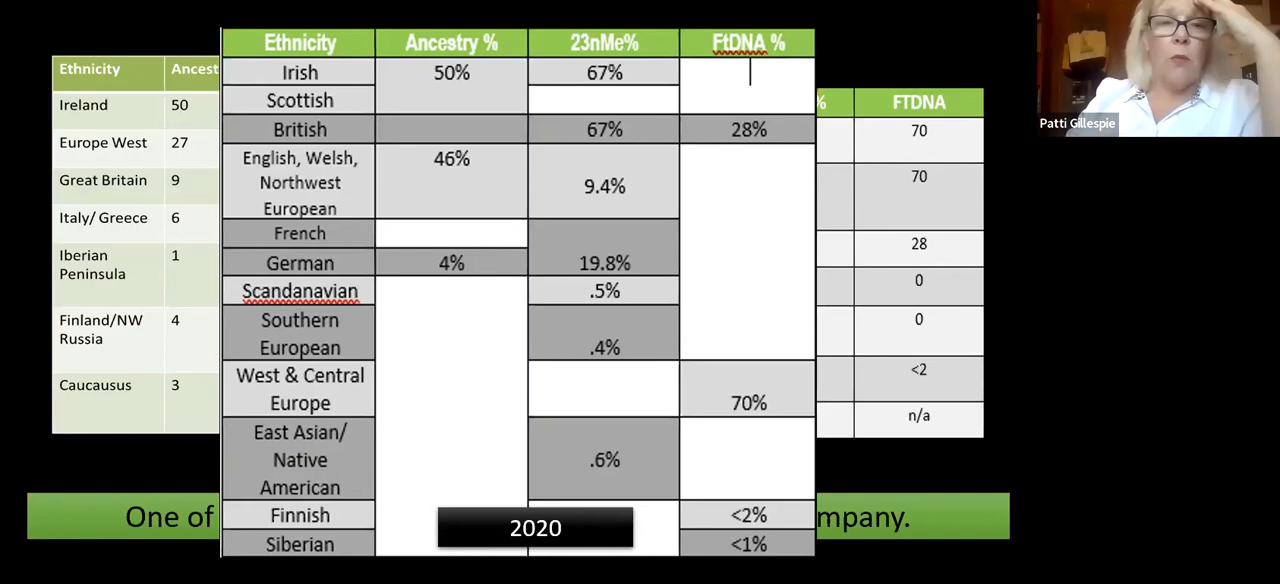 Ethnicity Ancestry % 23nMe% FtDNA %
Irish 50% 67%
Scottish
British 67% 28%
English, Welsh, 46%
Northwest 9.4%
European
French
German 4% 19.8%
Scandanavian .5%
Southern
European .4%
West & Central
Europe 70%
East Asian/
Native .6%
American
Finnish <2%
Siberian <1%
2020
Ethnicity Ancest
Ireland 50
Europe West 27
Great Britain 9
Italy/ Greece 6
Iberian 1
Peninsula
Finland/NW 4
Russia
Caucausus 3
% FTDNA
70
70
28
0
0
<2
n/a
One of
mpany.
Patti Gillespie